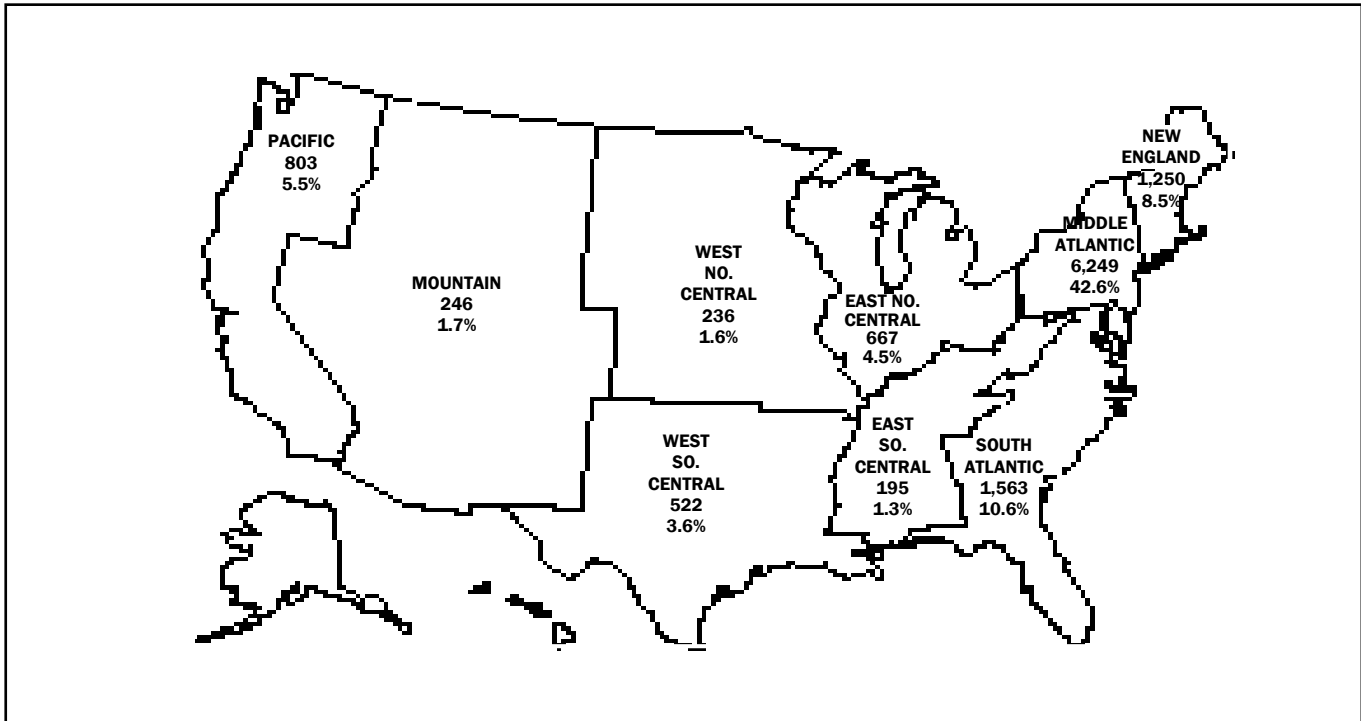 PACIFIC
803
5.5%
MOUNTAIN
246
1.7%
WEST
NO.
CENTRAL
236
1.6%
WEST
SO.
CENTRAL
522
3.6%
EAST NO.
CENTRAL
667
4.5%
EAST
SO.
CENTRAL
195
1.3%
SOUTH
ATLANTIC
1,563
10.6%
MIDDLE
ATLANTIC
6,249
42.6%
NEW
ENGLAND
1,250
8.5%